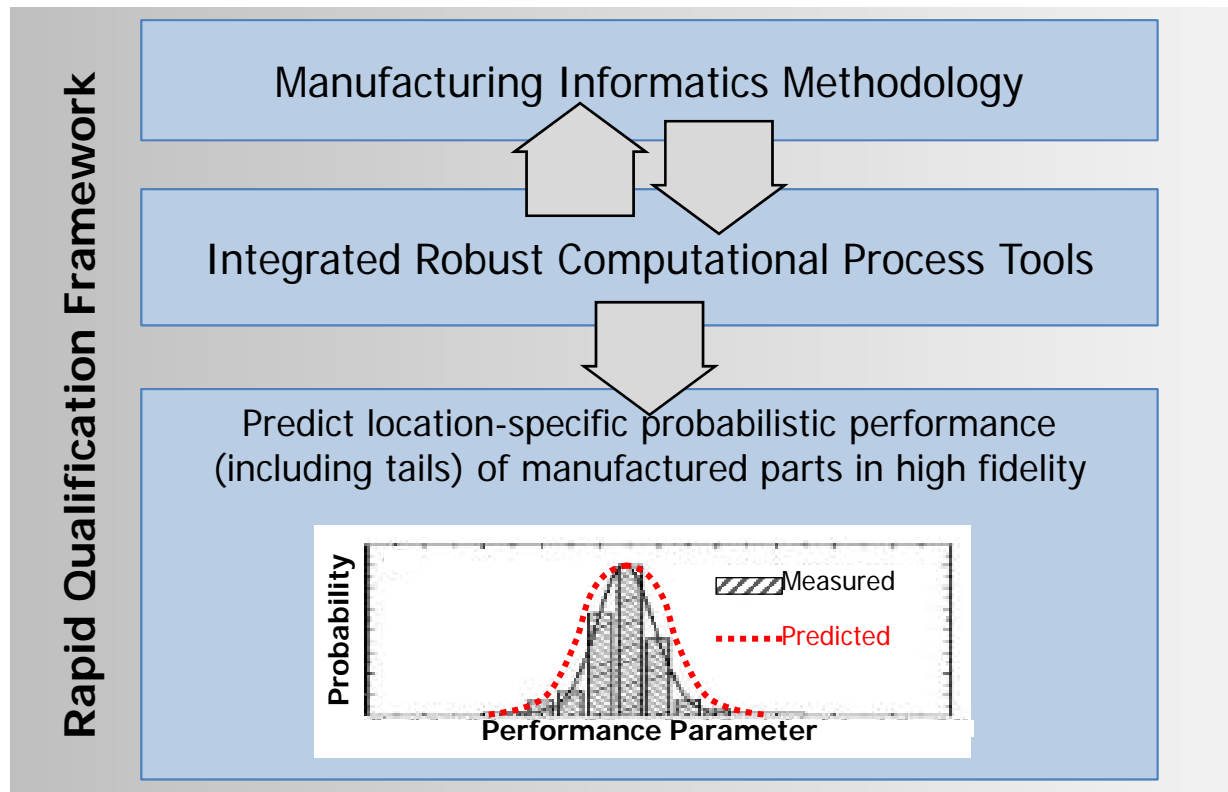 Rapid Qualification Framework
Manufacturing Informatics Methodology
Integrated Robust Computational Process Tools
Predict location-specific probabilistic performance
(including tails) of manufactured parts in high fidelity
Probability
Measured
Predicted
Performance Parameter